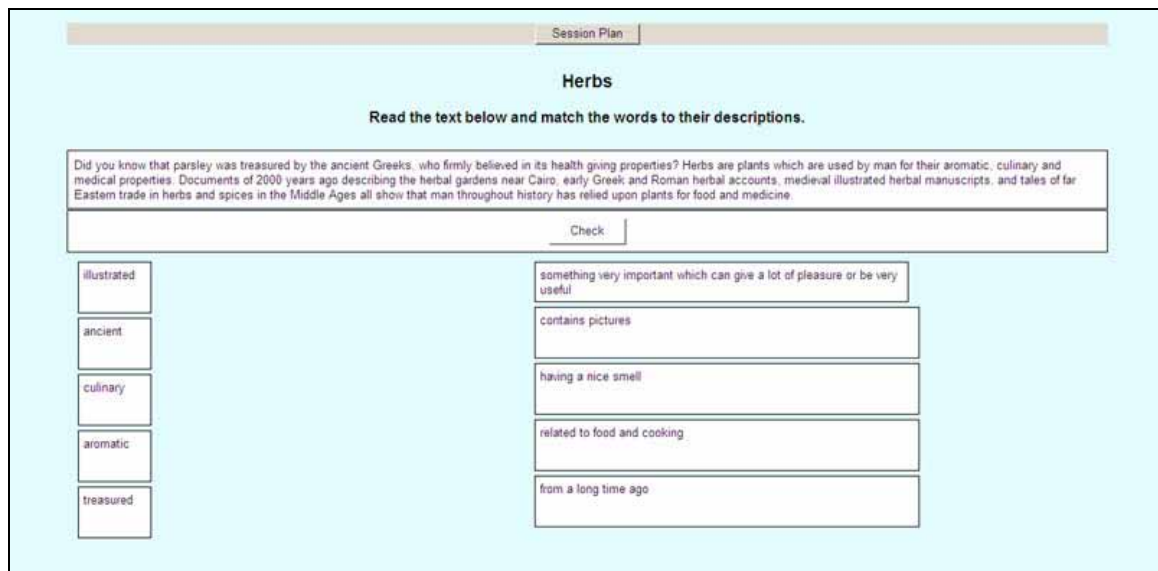 Session Plan
Herbs
Read the text below and match the words to their descriptions.
Did you know that parsley was treasured by the ancient Greeks, who firmly believed in its health giving properties? Herbs are plants which are used by man for their aromatic, culinary and
medical properties. Documents of 2000 years ago describing the herbal gardens near Cairo, early Greek and Roman herbal accounts, medieval illustrated herbal manuscripts, and tales of far
Eastern trade in herbs and spices in the Middle Ages all show that man throughout history has relied upon plants for food and medicine.
Check
illustrated
something very important which can give a lot of pleasure or be very
useful
ancient
contains pictures
culinary
having a nice smell
aromatic
related to food and cooking
treasured
from a long time ago